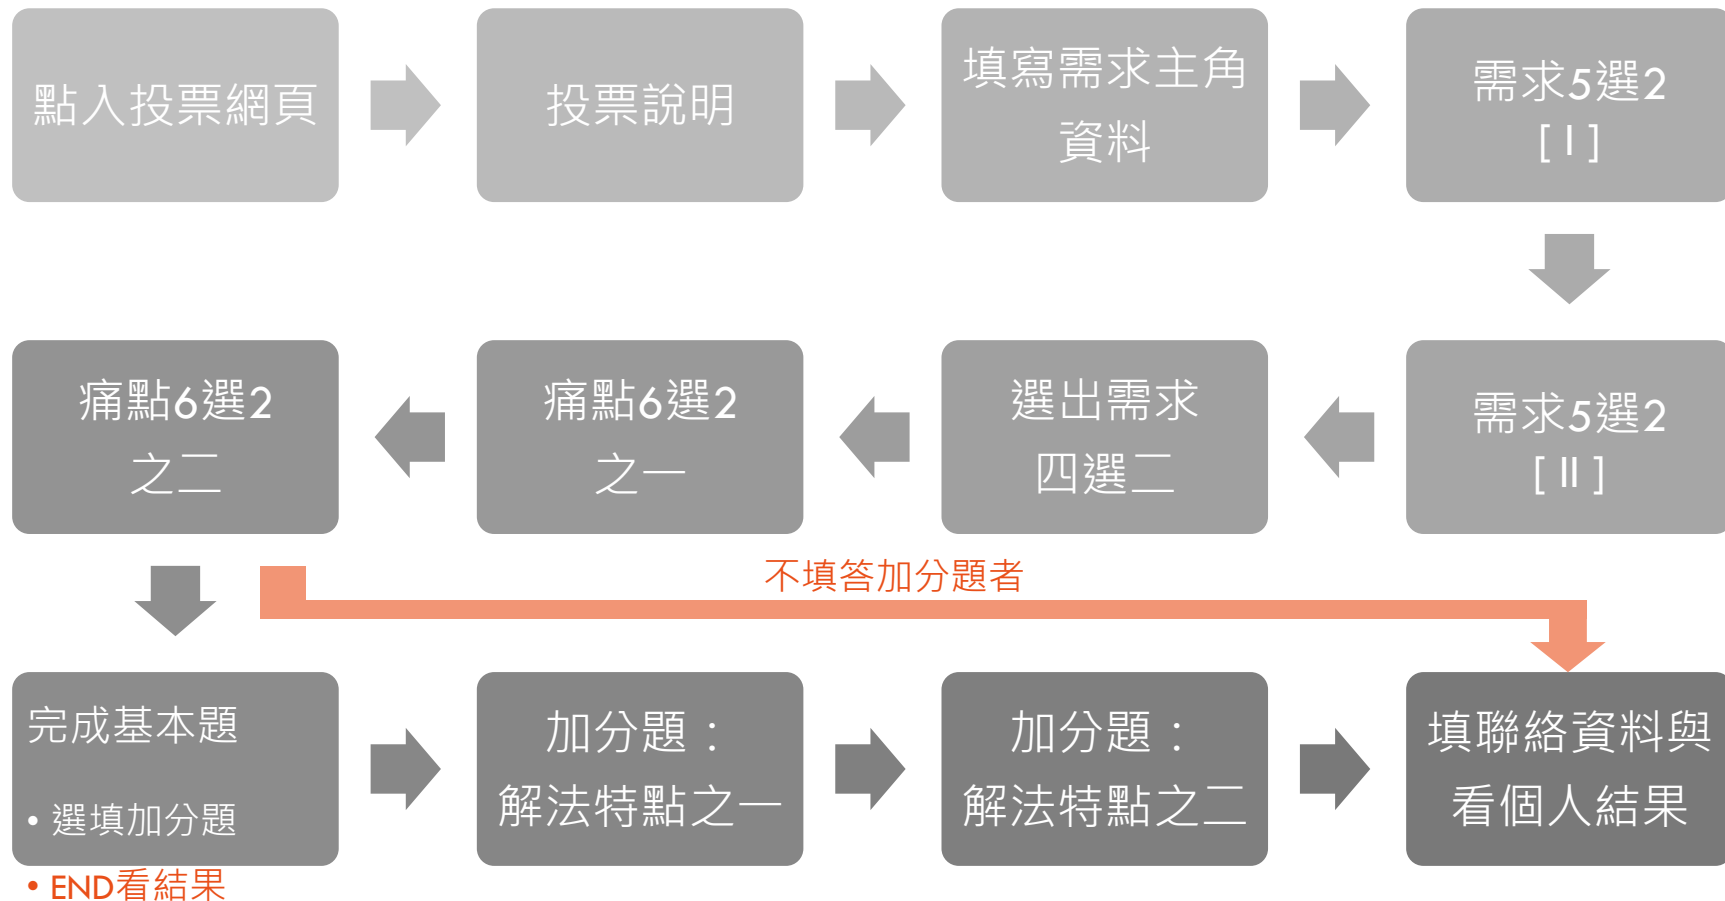 點入投票網頁
投票說明
填寫需求主角
資料
需求5選2
[ I ]
需求5選2
[ II ]
選出需求
四選二
痛點6選2
之一
痛點6選2
之二
不填答加分題者
完成基本題
• 選填加分題
• END看結果
加分題：
解法特點之一
加分題：
解法特點之二
填聯絡資料與
看個人結果